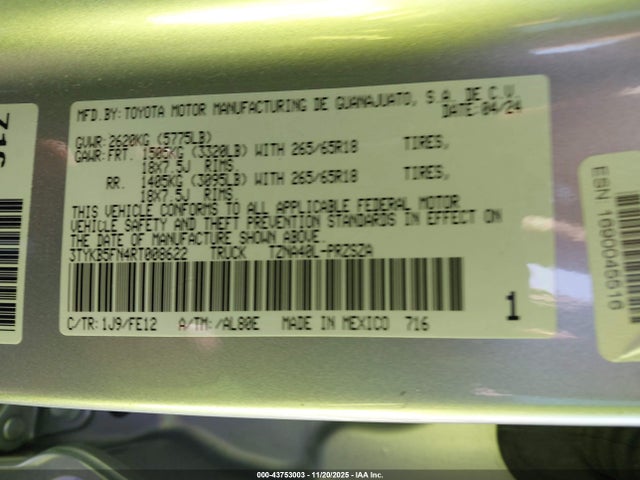 MFD.BY:TOYOTA MOTOR MANUFACTURING DE GUANAJUATO, S.A. DE C.V.
DATE:04/24
GVWR:2620KG (5775LB)
GAWR:FRT. 1505KG (3320LB) WITH 265/65R18 TIRES,
18X7.5J RIMS.
RR. 1405KG (3095LB) WITH 265/65R18 TIRES,
18X7.5J RIMS.
THIS VEHICLE CONFORMS TO ALL APPLICABLE FEDERAL MOTOR
VEHICLE SAFETY AND THEFT PREVENTION STANDARDS IN EFFECT ON
THE DATE OF MANUFACTURE SHOWN ABOVE.
3TYKB5FN4RT008622 TRUCK TZNA40L-PRZSZA
C/TR:1J9/FE12 A/TM:/AL80E MADE IN MEXICO 716
1
716
ESN 1090045516
000-43753003 - 11/20/2025 - IAA Inc.